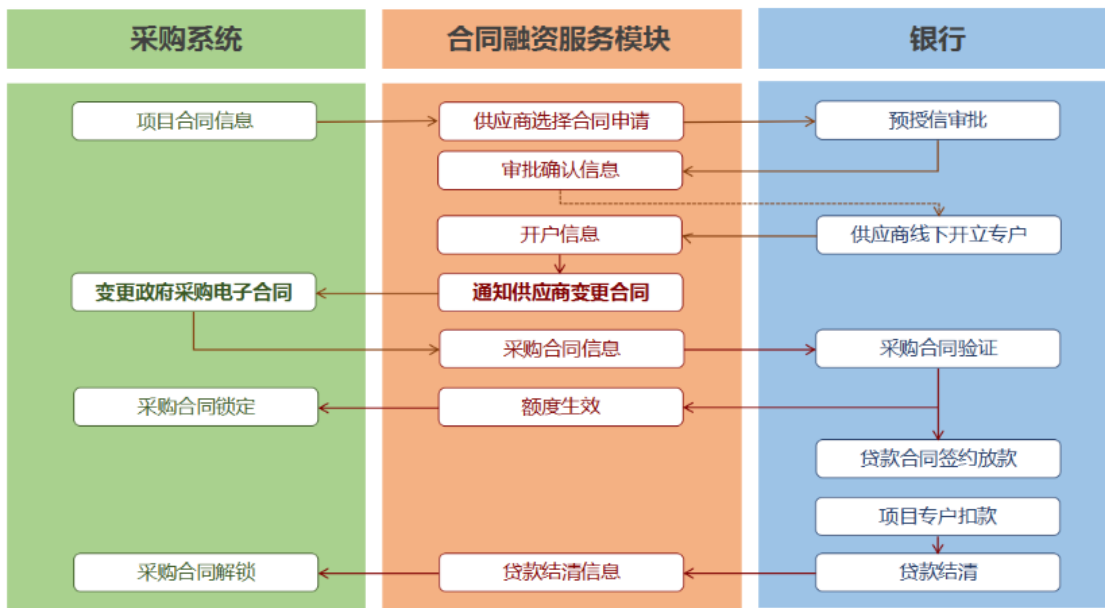 采购系统
合同融资服务模块
银行
项目合同信息
供应商选择合同申请
预授信审批
审批确认信息
开户信息
供应商线下开立专户
变更政府采购电子合同
通知供应商变更合同
采购合同信息
采购合同验证
采购合同锁定
额度生效
贷款合同签约放款
项目专户扣款
采购合同解锁
贷款结清信息
贷款结清